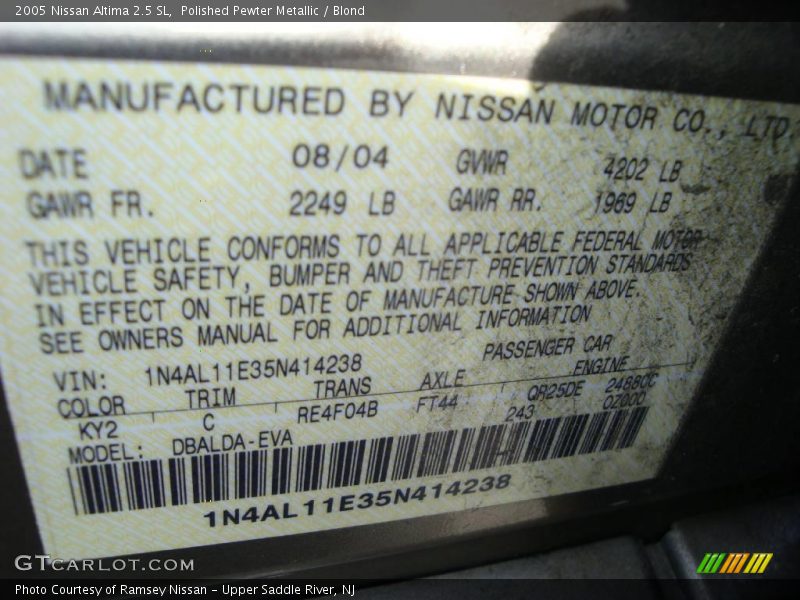 2005 Nissan Altima 2.5 SL, Polished Pewter Metallic / Blond
MANUFACTURED BY NISSAN MOTOR CO., LTD.
DATE 08/04 GVWR 4202 LB
GAWR FR. 2249 LB GAWR RR. 1969 LB
THIS VEHICLE CONFORMS TO ALL APPLICABLE FEDERAL MOTOR
VEHICLE SAFETY, BUMPER AND THEFT PREVENTION STANDARDS
IN EFFECT ON THE DATE OF MANUFACTURE SHOWN ABOVE.
SEE OWNERS MANUAL FOR ADDITIONAL INFORMATION
VIN: 1N4AL11E35N414238 PASSENGER CAR
COLOR TRIM TRANS AXLE ENGINE
KY2 C RE4F04B FT44 QR25DE 2488CC
243 0Z000
MODEL: DBALDA-EVA
1N4AL11E35N414238
GTCARLOT.COM
Photo Courtesy of Ramsey Nissan - Upper Saddle River, NJ